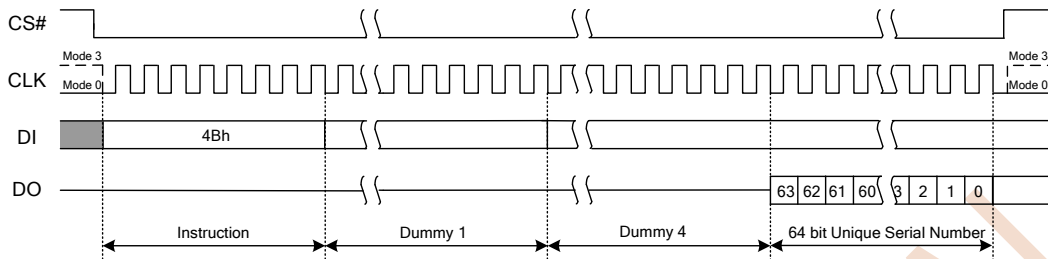 CS#
Mode 3
Mode 3
CLK
Mode 0
Mode 0
DI
4Bh
DO
63 62 61 60 3 2 1 0
Instruction
Dummy 1
Dummy 4
64 bit Unique Serial Number